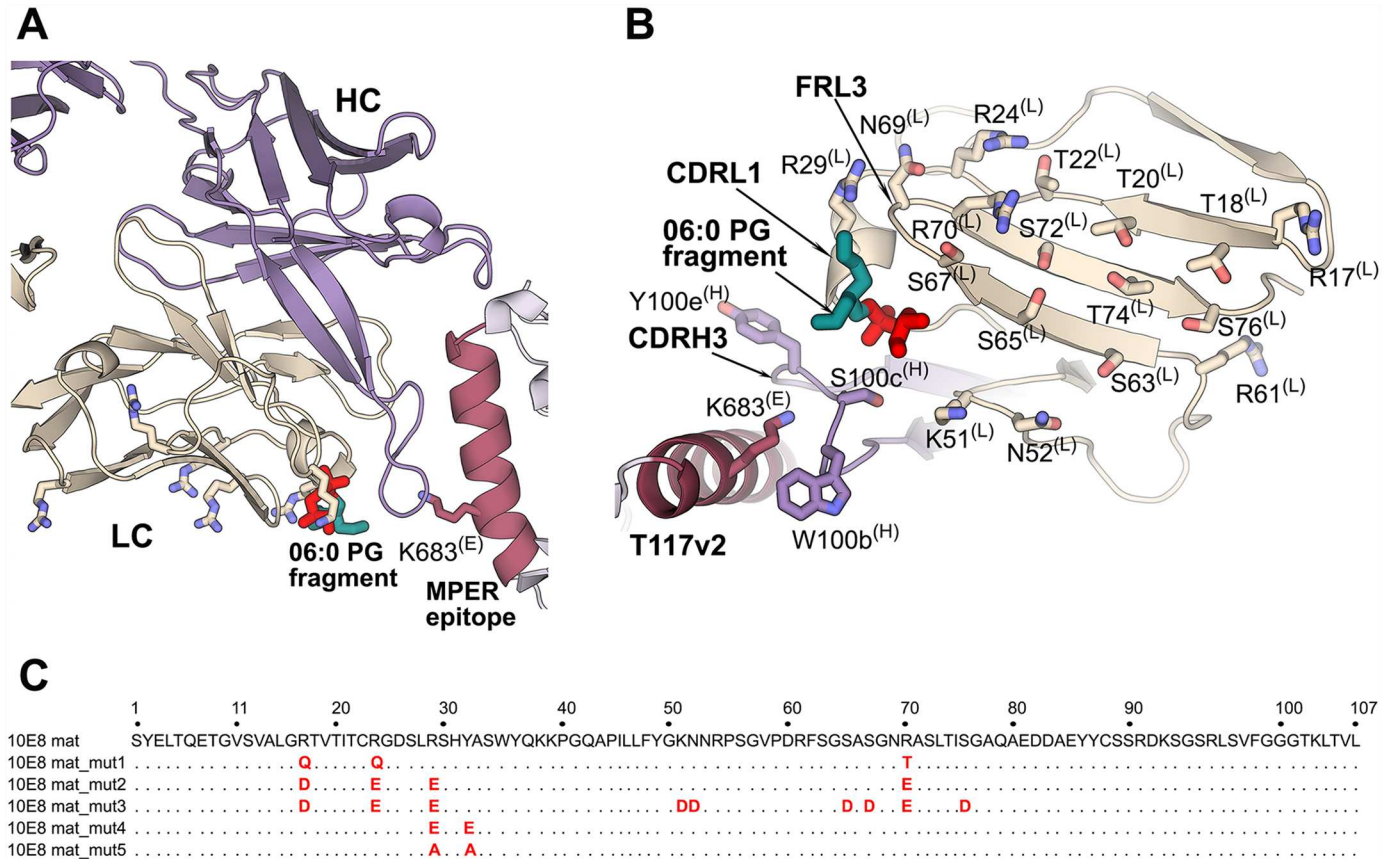 A
HC
LC
06:0 PG
fragment
K683(E)
MPER
epitope
B
FRL3
N69(L)
R24(L)
R29(L)
T22(L)
CDRL1
T20(L)
06:0 PG
fragment
T18(L)
R70(L)
S72(L)
S67(L)
R17(L)
Y100e(H)
T74(L)
S76(L)
CDRH3
S65(L)
S100c(H)
S63(L)
K683(E)
R61(L)
K51(L)
N52(L)
T117v2
W100b(H)
C
1 11 20 30 40 50 60 70 80 90 100 107
10E8 mat SYELTQETGVSVALGRTVTITCRGDSLRSHYASWYQKKPGQAPILLFYGKNNRPSGVPDRFSGSASGNRASLTISGAQAEDDAEYYCSSRDKSGSRLSVFGGGTKLTVL
10E8 mat_mut1 Q Q T
10E8 mat_mut2 D E E E
10E8 mat_mut3 D E E DD D D E D
10E8 mat_mut4 E E
10E8 mat_mut5 A A